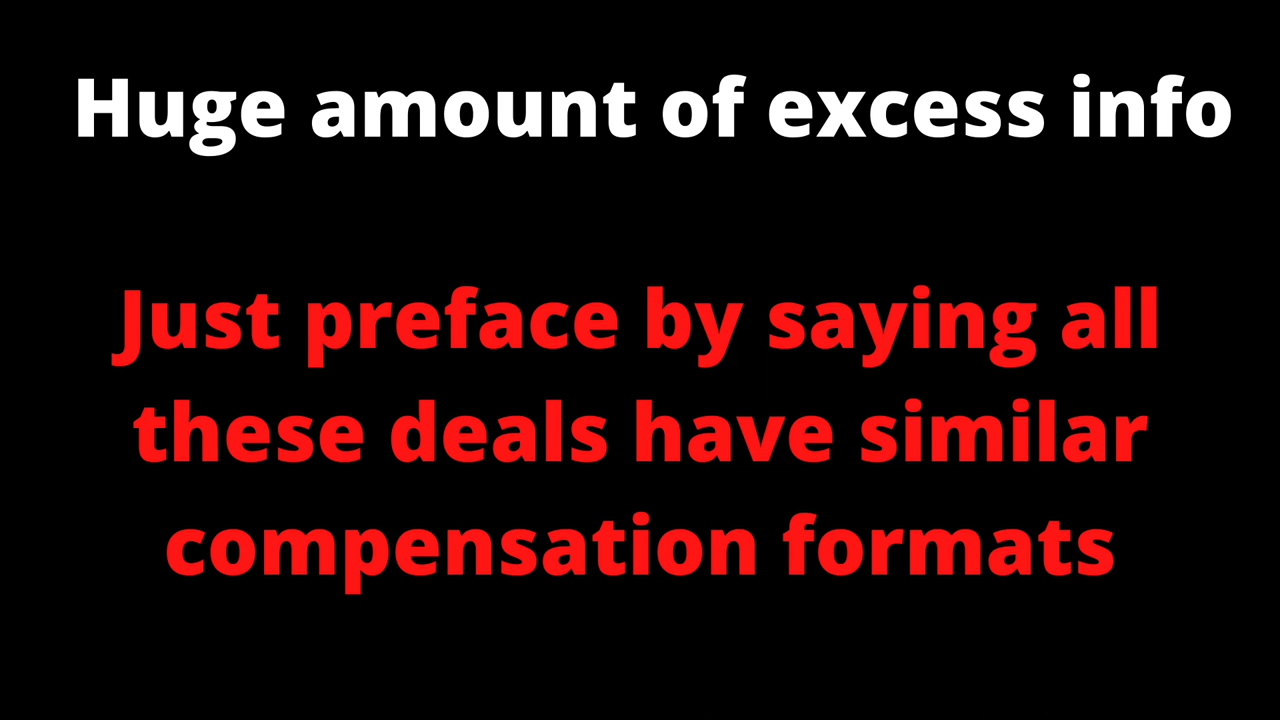 Huge amount of excess info
Just preface by saying all
these deals have similar
compensation formats